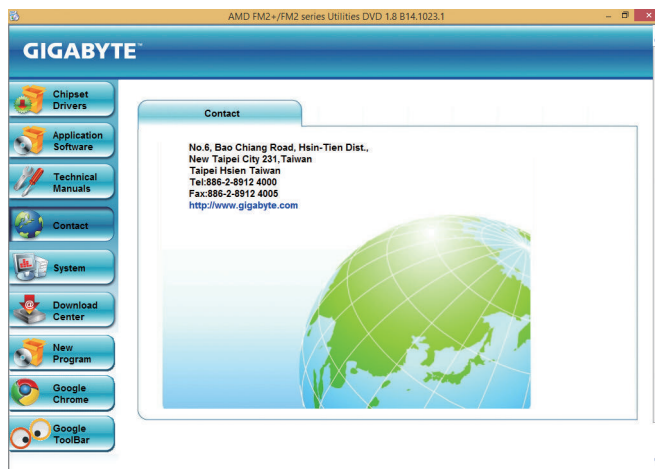 AMD FM2+/FM2 series Utilities DVD 1.8 B14.1023.1
GIGABYTE™
Chipset
Drivers
Application
Software
Technical
Manuals
Contact
System
Download
Center
New
Program
Google
Chrome
Google
ToolBar
Contact
No.6, Bao Chiang Road, Hsin-Tien Dist.,
New Taipei City 231,Taiwan
Taipei Hsien Taiwan
Tel:886-2-8912 4000
Fax:886-2-8912 4005
http://www.gigabyte.com